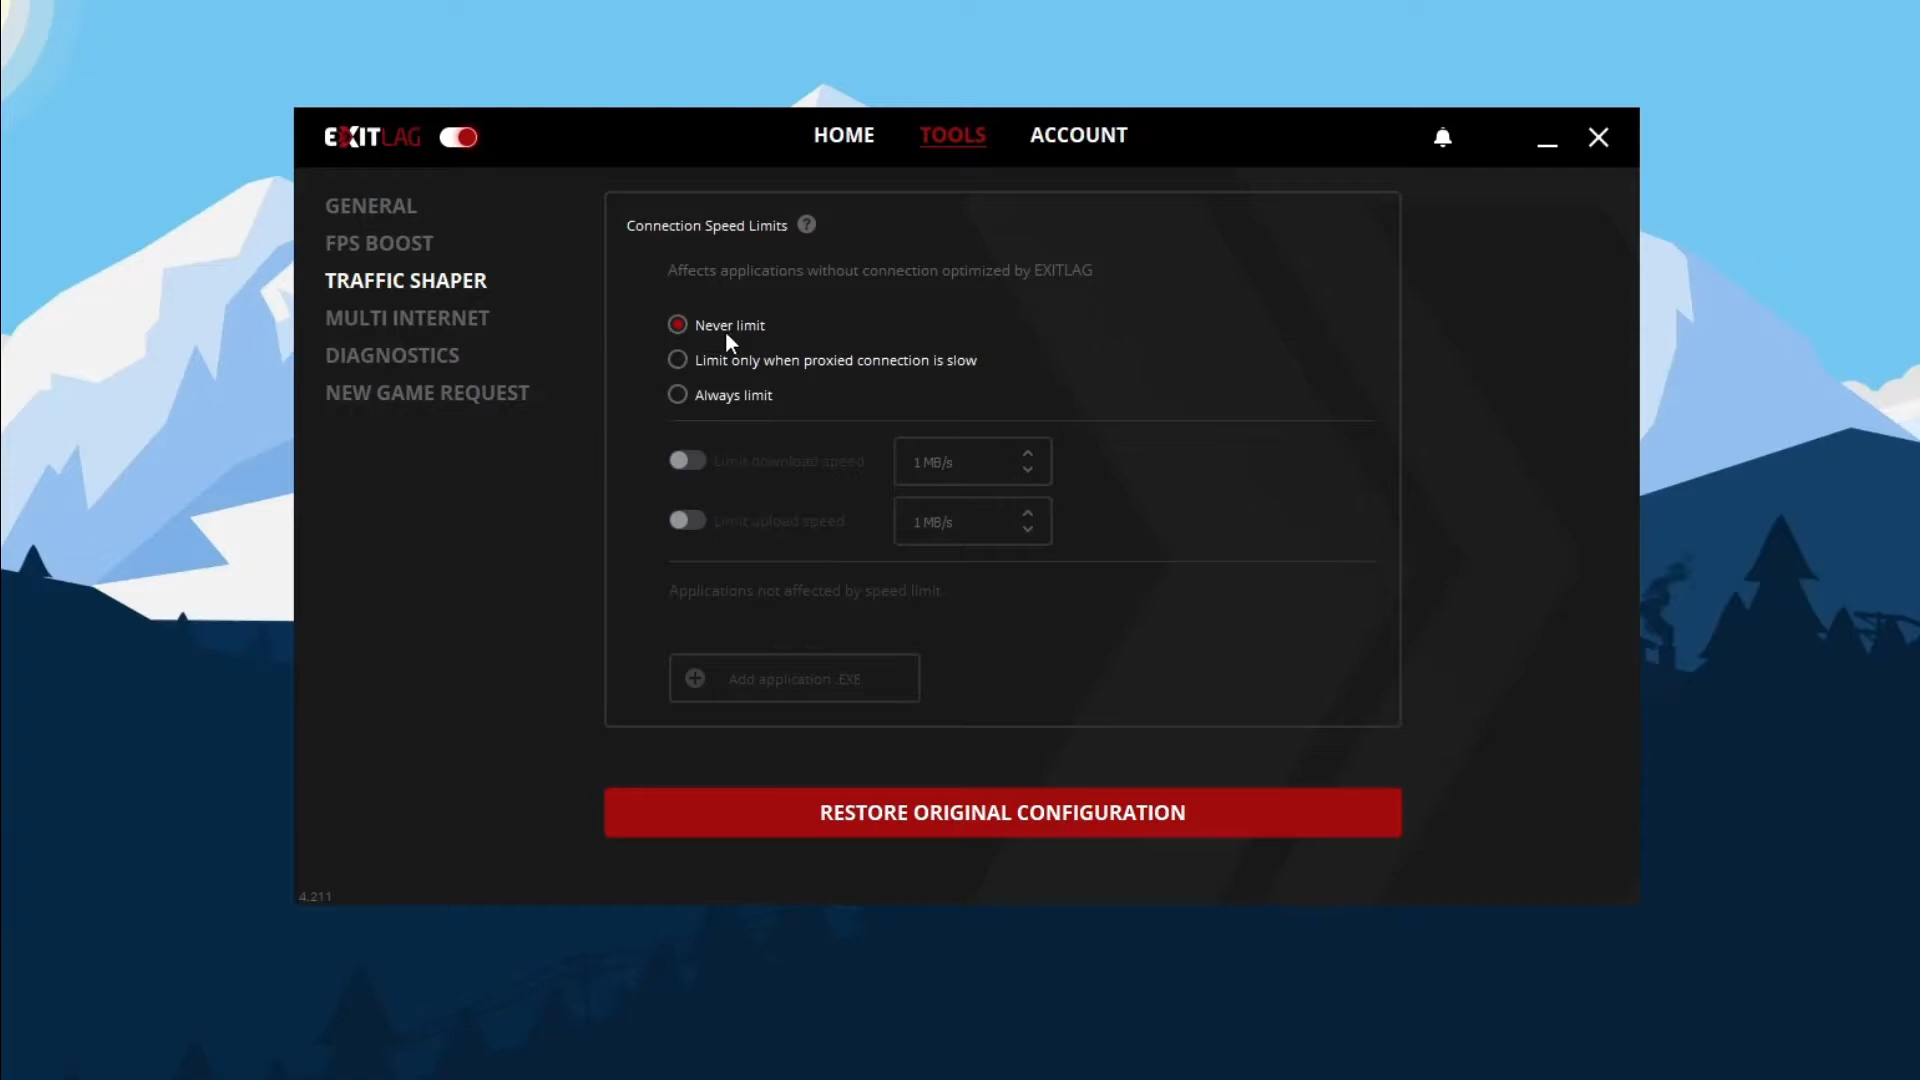 EXITLAG
HOME
TOOLS
ACCOUNT
GENERAL
FPS BOOST
TRAFFIC SHAPER
MULTI INTERNET
DIAGNOSTICS
NEW GAME REQUEST
Connection Speed Limits ?
Affects applications without connection optimized by EXITLAG
Never limit
Limit only when proxied connection is slow
Always limit
Limit download speed
1 MB/s
Limit upload speed
1 MB/s
Applications not affected by speed limit.
Add application .EXE
RESTORE ORIGINAL CONFIGURATION
4.211